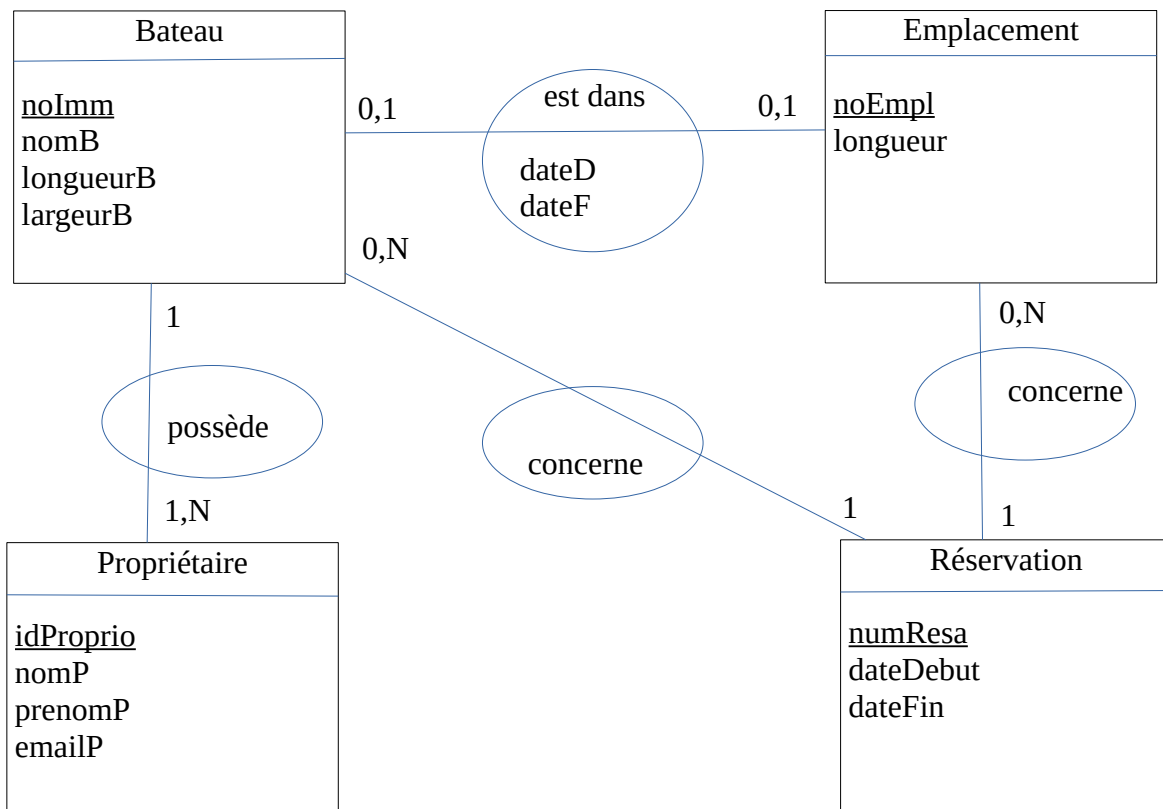 Bateau
noImm
nomB
longueurB
largeurB
0,1
est dans
dateD
dateF
0,1
Emplacement
noEmpl
longueur
0,N
1
possède
1,N
concerne
1
0,N
concerne
1
Propriétaire
idProprio
nomP
prenomP
emailP
Réservation
numResa
dateDebut
dateFin